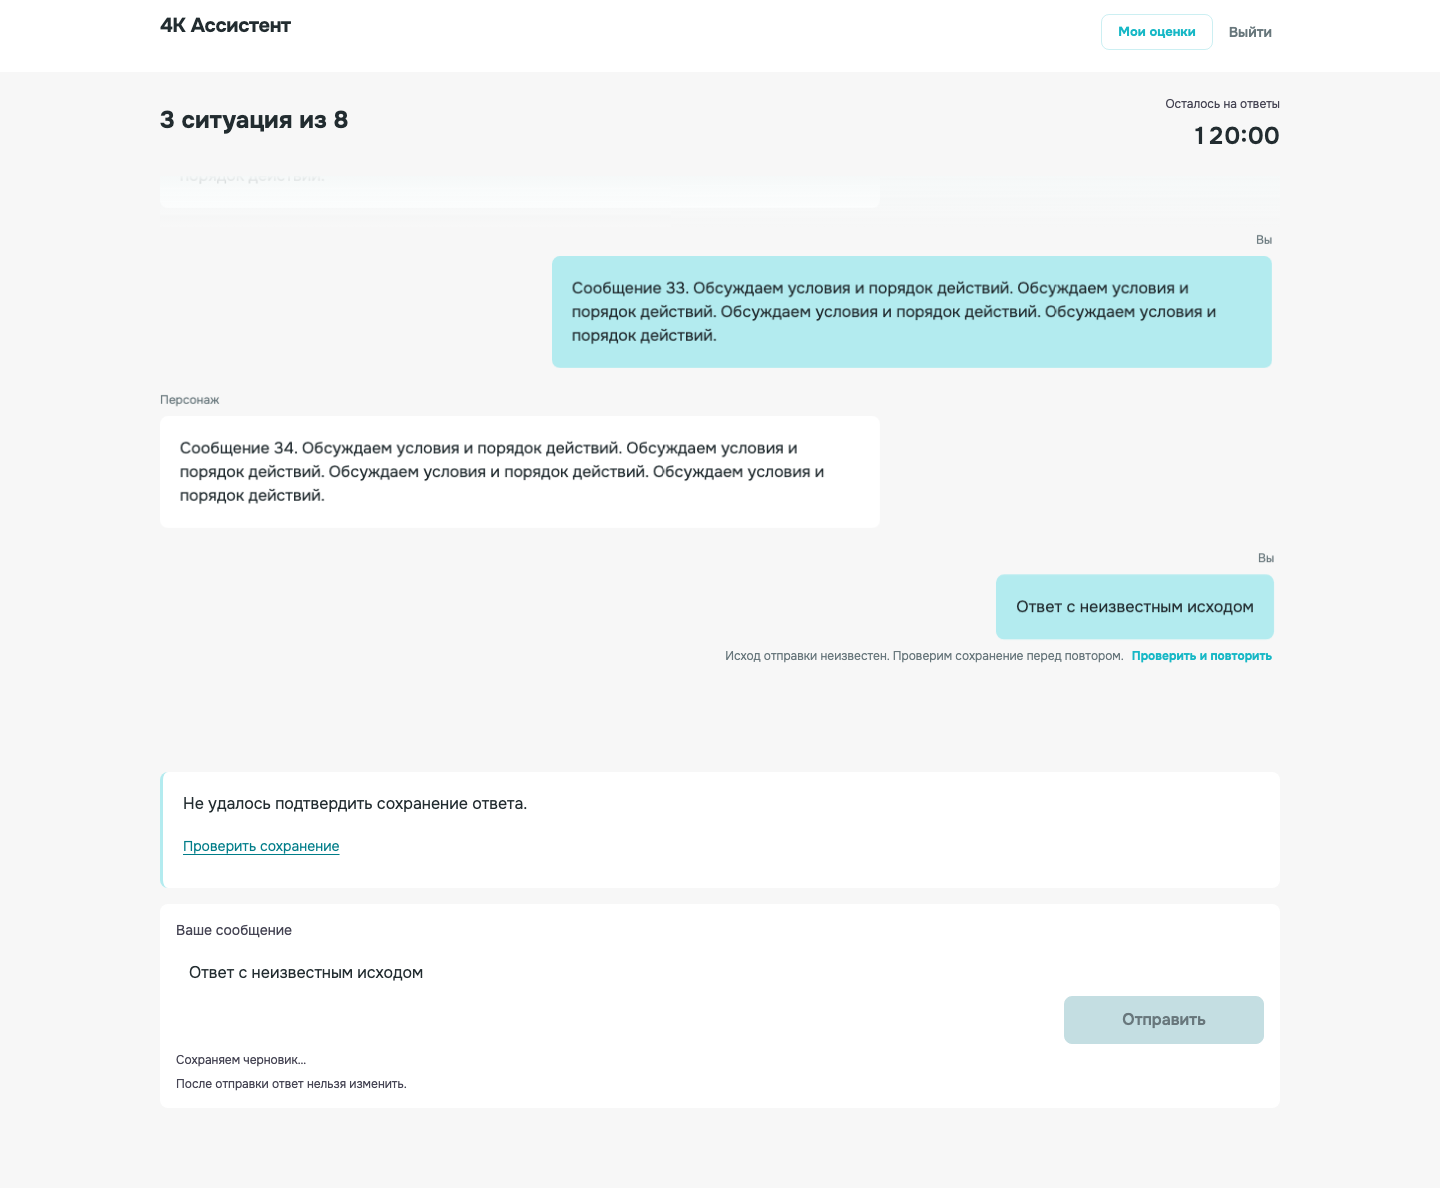 4К Ассистент
Мои оценки
Выйти
3 ситуация из 8
Осталось на ответы
120:00
порядок действий.
Вы
Сообщение 33. Обсуждаем условия и порядок действий. Обсуждаем условия и
порядок действий. Обсуждаем условия и порядок действий. Обсуждаем условия и
порядок действий.
Персонаж
Сообщение 34. Обсуждаем условия и порядок действий. Обсуждаем условия и
порядок действий. Обсуждаем условия и порядок действий. Обсуждаем условия и
порядок действий.
Вы
Ответ с неизвестным исходом
Исход отправки неизвестен. Проверим сохранение перед повтором. Проверить и повторить
Не удалось подтвердить сохранение ответа.
Проверить сохранение
Ваше сообщение
Ответ с неизвестным исходом
Отправить
Сохраняем черновик...
После отправки ответ нельзя изменить.